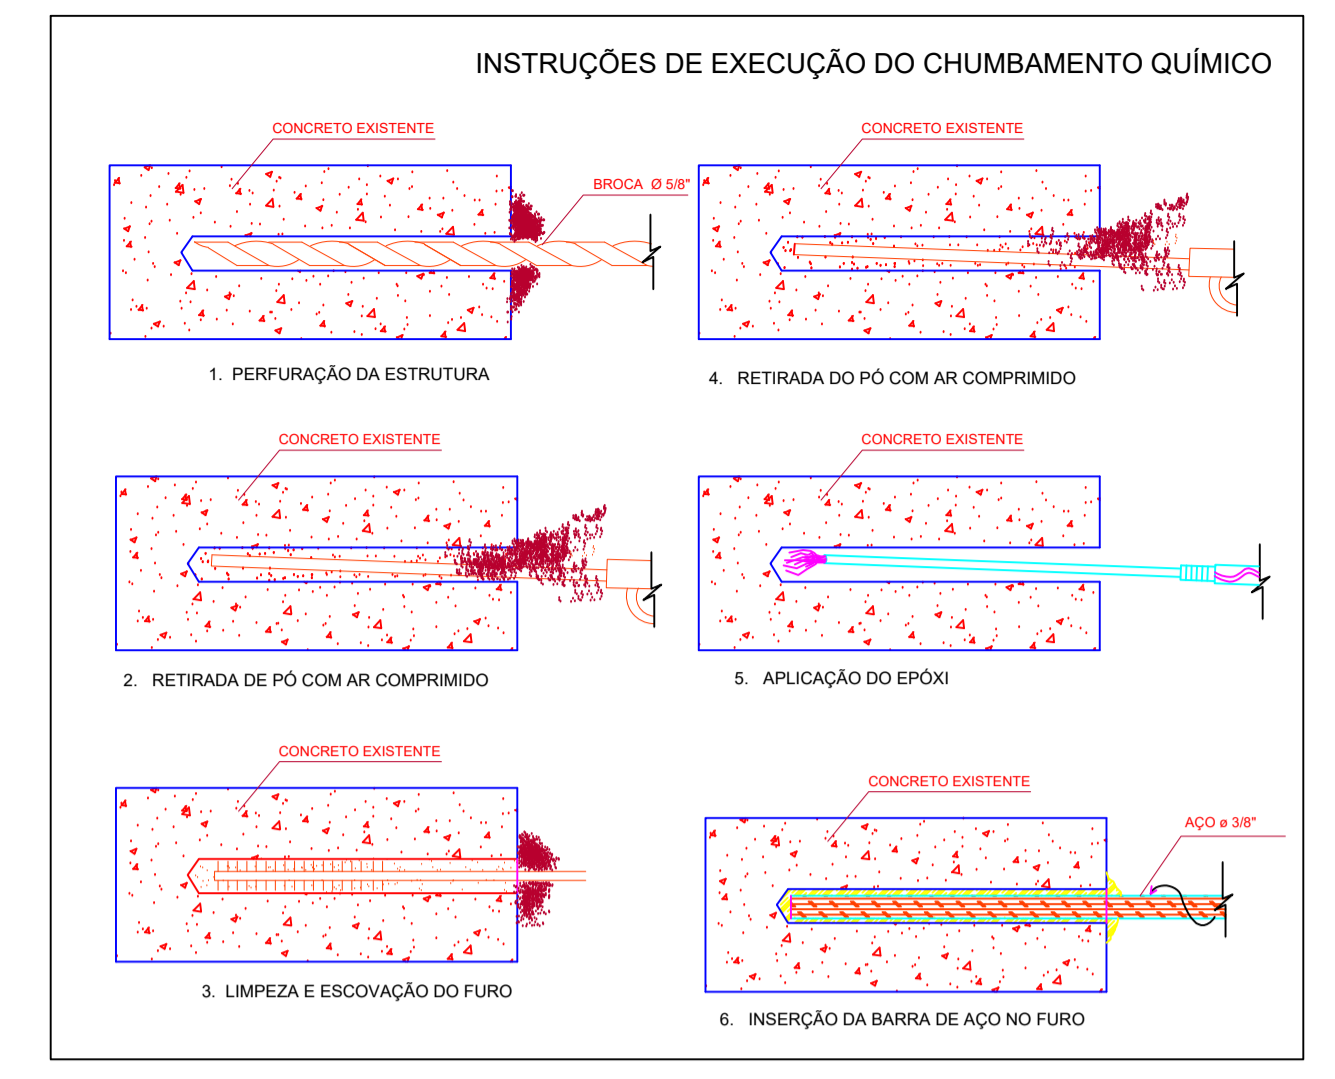 INSTRUÇÕES DE EXECUÇÃO DO CHUMBAMENTO QUÍMICO
CONCRETO EXISTENTE
BROCA Ø 5/8"
1. PERFURAÇÃO DA ESTRUTURA
CONCRETO EXISTENTE
2. RETIRADA DE PÓ COM AR COMPRIMIDO
CONCRETO EXISTENTE
3. LIMPEZA E ESCOVAÇÃO DO FURO
CONCRETO EXISTENTE
4. RETIRADA DO PÓ COM AR COMPRIMIDO
CONCRETO EXISTENTE
5. APLICAÇÃO DO EPÓXI
CONCRETO EXISTENTE
AÇO ø 3/8"
6. INSERÇÃO DA BARRA DE AÇO NO FURO